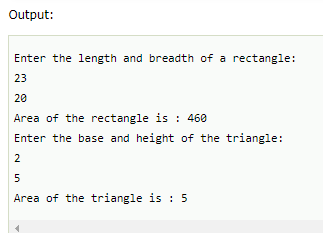 Output:
Enter the length and breadth of a rectangle:
23
20
Area of the rectangle is : 460
Enter the base and height of the triangle:
2
5
Area of the triangle is : 5